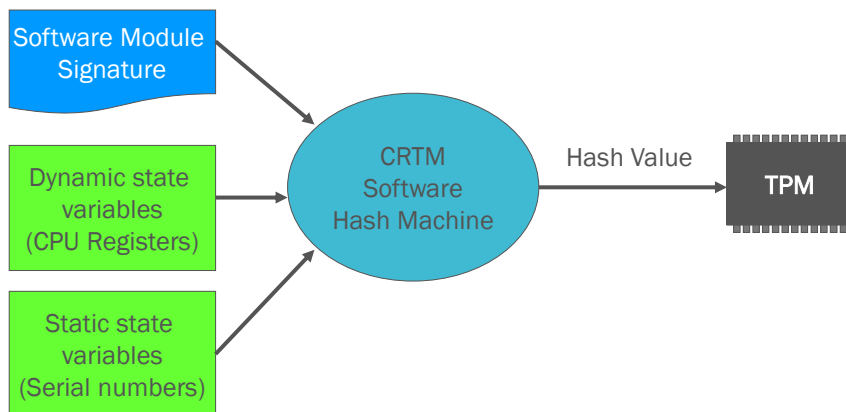 Software Module
Signature
Dynamic state
variables
(CPU Registers)
Static state
variables
(Serial numbers)
CRTM
Software
Hash Machine
Hash Value
TPM